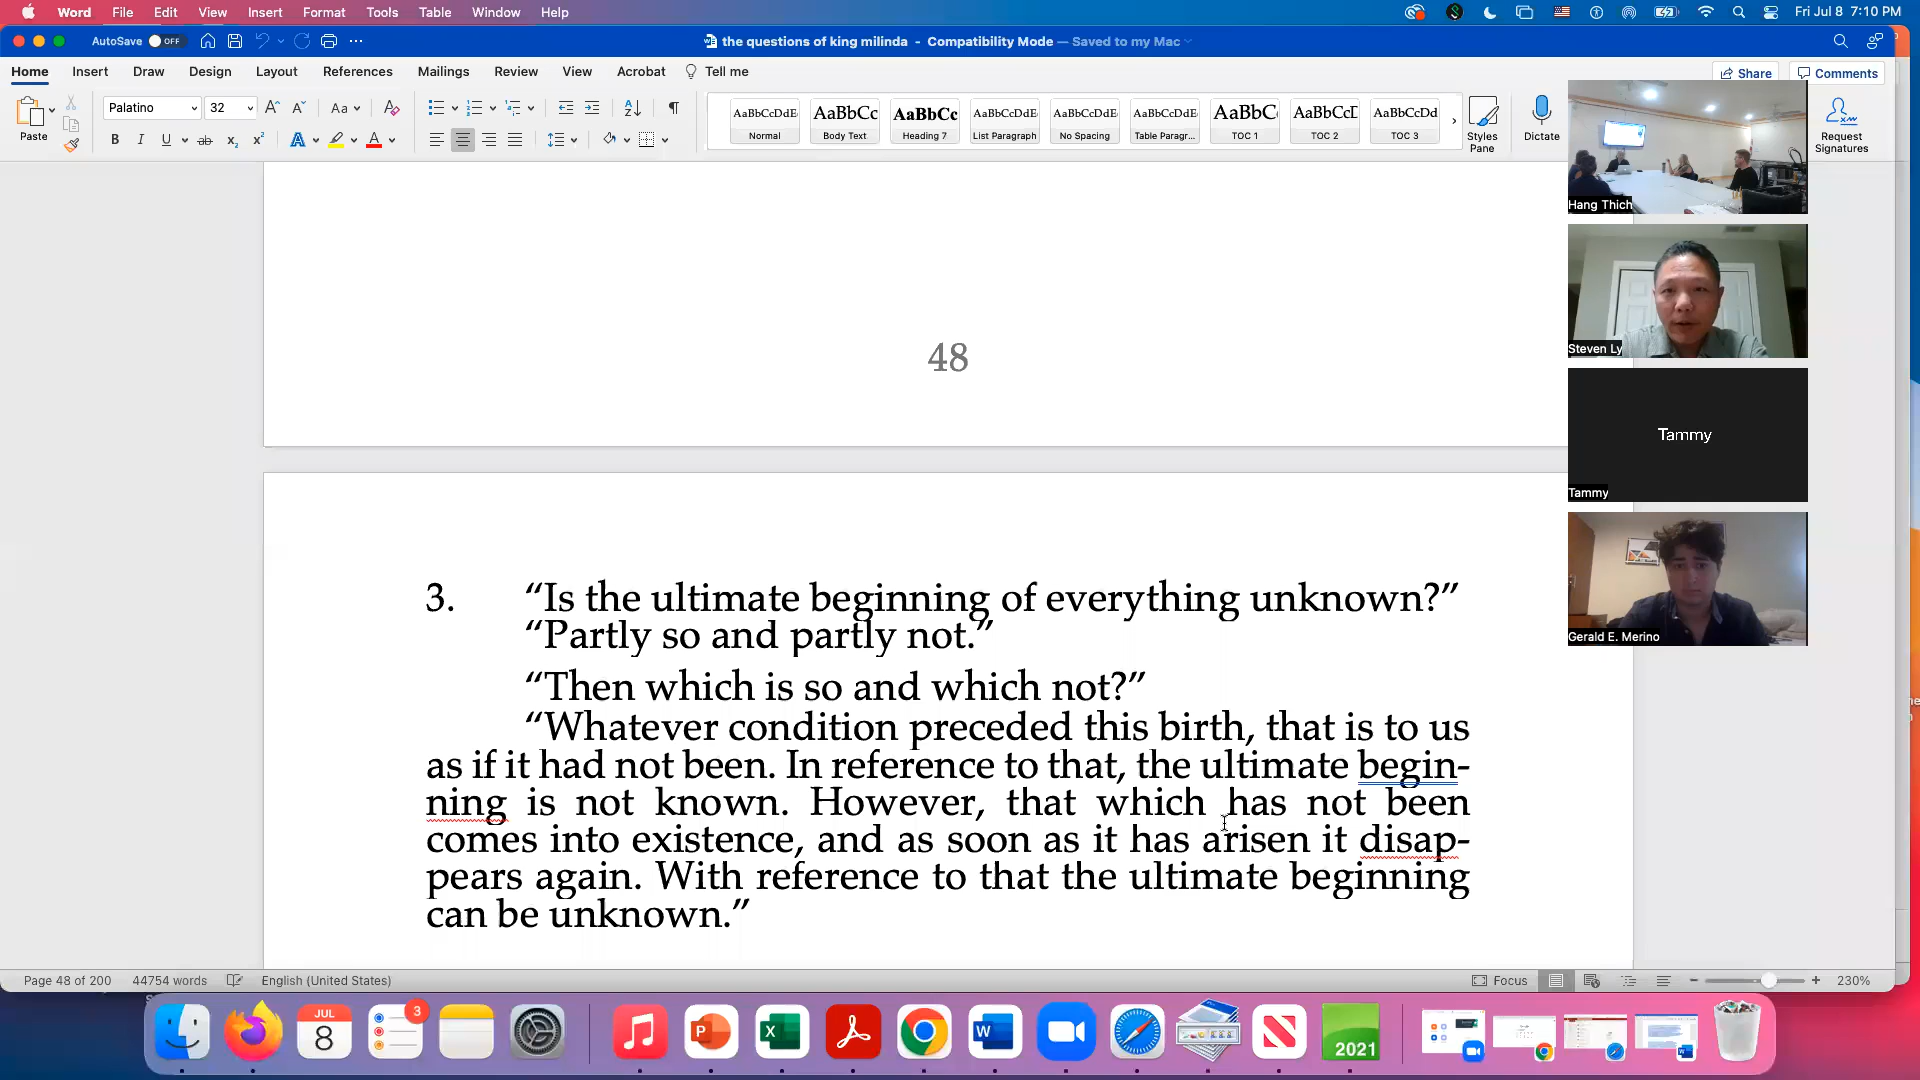 Word File Edit View Insert Format Tools Table Window Help Fri Jul 8 7:10 PM
AutoSave OFF the questions of king milinda - Compatibility Mode — Saved to my Mac
Home Insert Draw Design Layout References Mailings Review View Acrobat Tell me Share Comments
Paste Palatino 32 Aa
B I U ab x₂ x² A A
AaBbCcDdE Normal
AaBbCc Body Text
AaBbCc Heading 7
AaBbCcDdE List Paragraph
AaBbCcDdE No Spacing
AaBbCcDdE Table Paragr...
AaBbC TOC 1
AaBbCcD TOC 2
AaBbCcDd TOC 3
Styles Pane
Dictate
Request Signatures
Hang Thich
Steven Ly
Tammy
Tammy
Gerald E. Merino
48
3. “Is the ultimate beginning of everything unknown?”
“Partly so and partly not.”
“Then which is so and which not?”
“Whatever condition preceded this birth, that is to us
as if it had not been. In reference to that, the ultimate begin-
ning is not known. However, that which has not been
comes into existence, and as soon as it has arisen it disap-
pears again. With reference to that the ultimate beginning
can be unknown.”
Page 48 of 200 44754 words English (United States) Focus 230%
JUL
8
3
2021